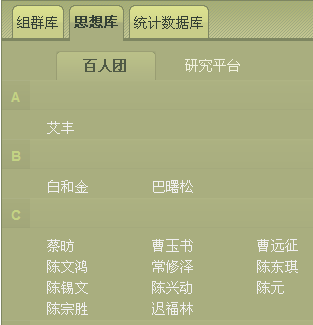 组群库 思想库 统计数据库
百人团 研究平台
A
艾丰
B
白和金 巴曙松
C
蔡昉 曹玉书 曹远征
陈文鸿 常修泽 陈东琪
陈锡文 陈兴动 陈元
陈宗胜 迟福林